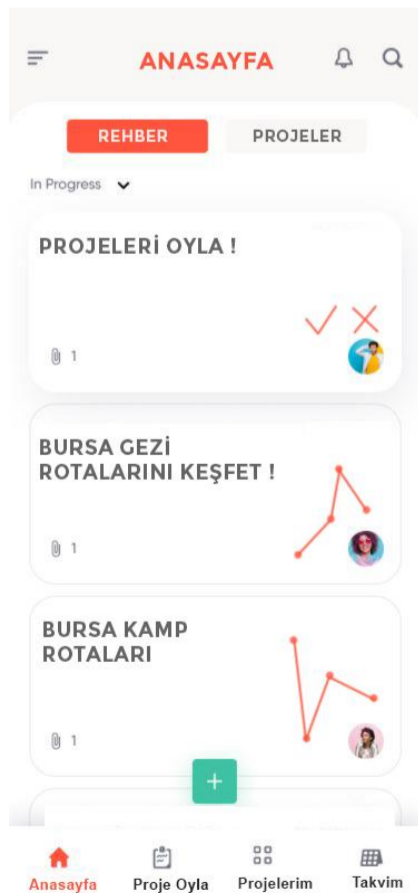 ANASAYFA
REHBER PROJELER
In Progress
PROJELERİ OYLA !
1
BURSA GEZİ
ROTALARINI KEŞFET !
1
BURSA KAMP
ROTALARI
1
+
Anasayfa Proje Oyla Projelerim Takvim